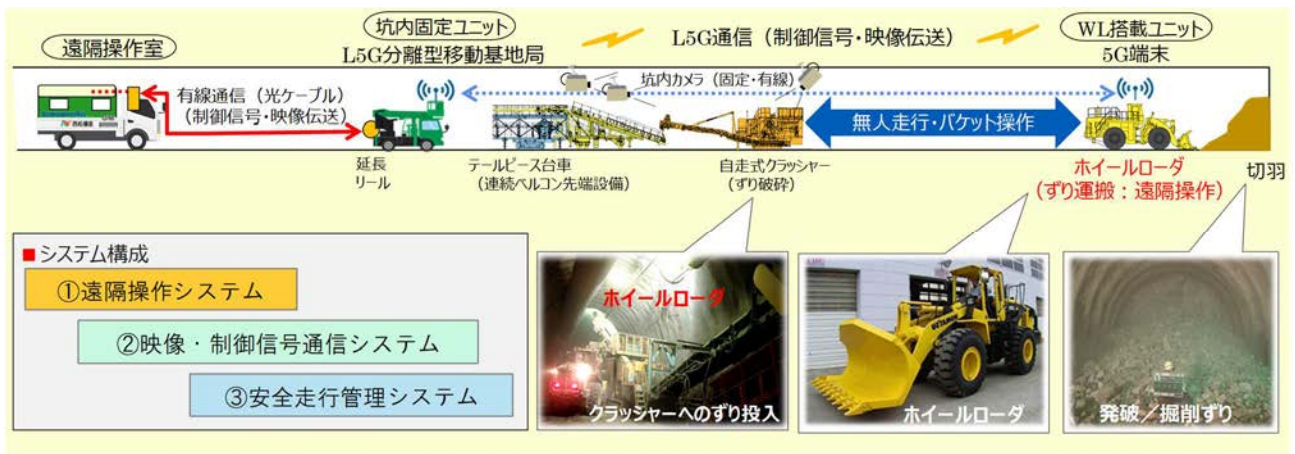 遠隔操作室
坑内固定ユニット
L5G分離型移動基地局
L5G通信（制御信号・映像伝送）
WL搭載ユニット
5G端末
有線通信（光ケーブル）
（制御信号・映像伝送）
坑内カメラ（固定・有線）
無人走行・バケット操作
延長
リール
テールピース台車
（連続ベルコン先端設備）
自走式クラッシャー
（ずり破砕）
ホイールローダ
（ずり運搬：遠隔操作）
切羽
■システム構成
①遠隔操作システム
②映像・制御信号通信システム
③安全走行管理システム
ホイールローダ
クラッシャーへのずり投入
ホイールローダ
発破／掘削ずり